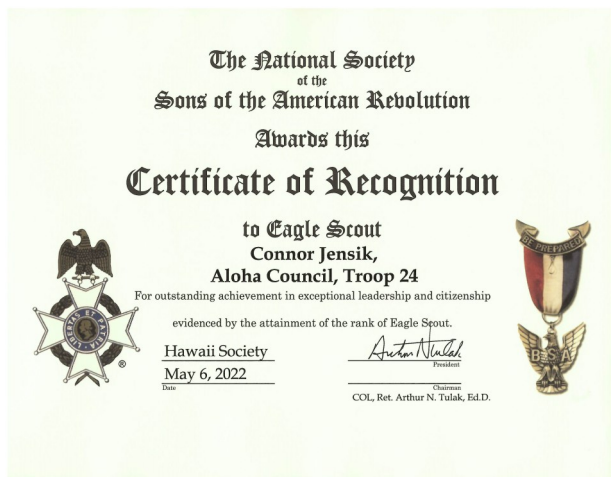 The National Society
of the
Sons of the American Revolution
Awards this
Certificate of Recognition
to Eagle Scout
Connor Jensik,
Aloha Council, Troop 24
For outstanding achievement in exceptional leadership and citizenship
evidenced by the attainment of the rank of Eagle Scout.
Hawaii Society
President
May 6, 2022
Date
Chairman
COL, Ret. Arthur N. Tulak, Ed.D.
LIBERTAS ET PATRIA
®
BE PREPARED
BSA